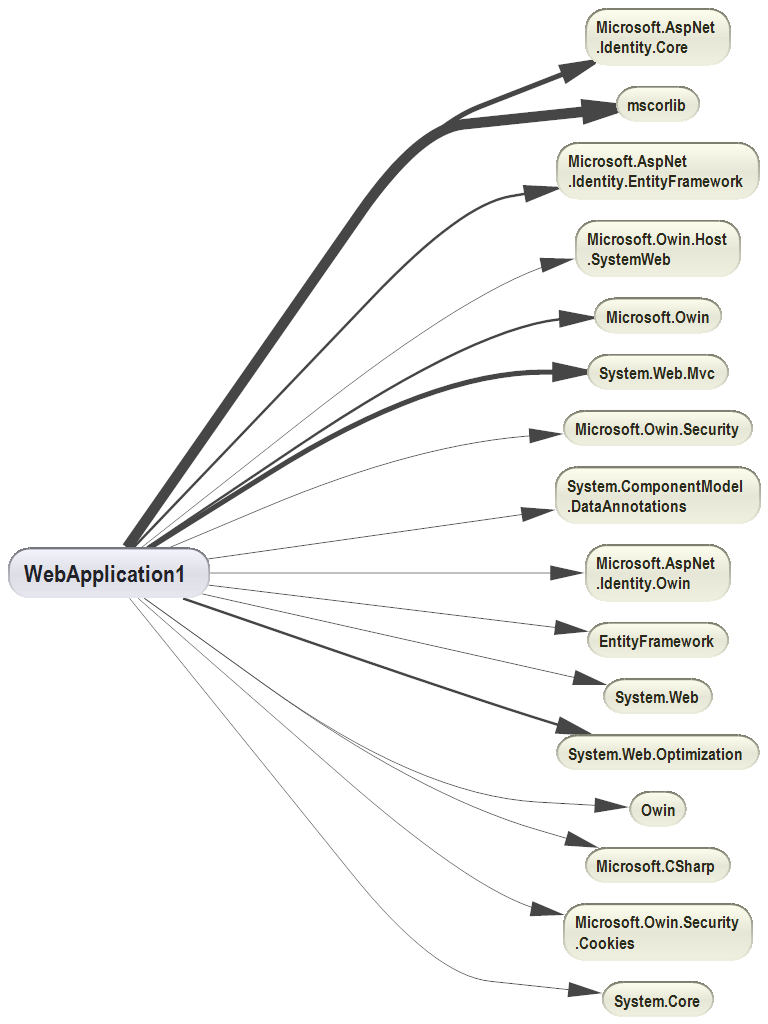 Microsoft.AspNet
.Identity.Core
mscorlib
Microsoft.AspNet
.Identity.EntityFramework
Microsoft.Owin.Host
.SystemWeb
Microsoft.Owin
System.Web.Mvc
Microsoft.Owin.Security
System.ComponentModel
.DataAnnotations
WebApplication1
Microsoft.AspNet
.Identity.Owin
EntityFramework
System.Web
System.Web.Optimization
Owin
Microsoft.CSharp
Microsoft.Owin.Security
.Cookies
System.Core